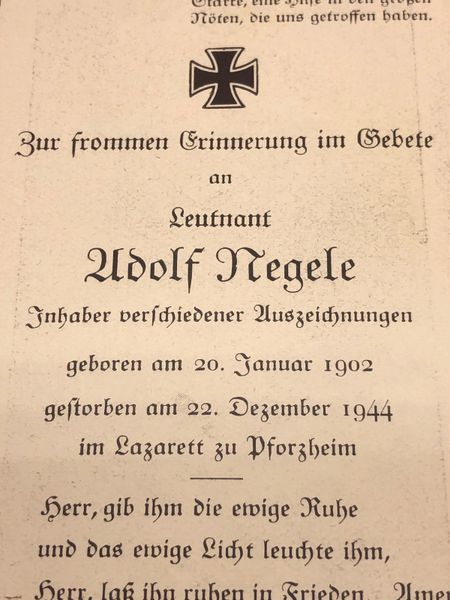 Stärke, eine Hilfe in den großen
Nöten, die uns getroffen haben.
Zur frommen Erinnerung im Gebete
an
Leutnant
Adolf Negele
Inhaber verschiedener Auszeichnungen
geboren am 20. Januar 1902
gestorben am 22. Dezember 1944
im Lazarett zu Pforzheim
Herr, gib ihm die ewige Ruhe
und das ewige Licht leuchte ihm,
Herr, laß ihn ruhen in Frieden. Amen